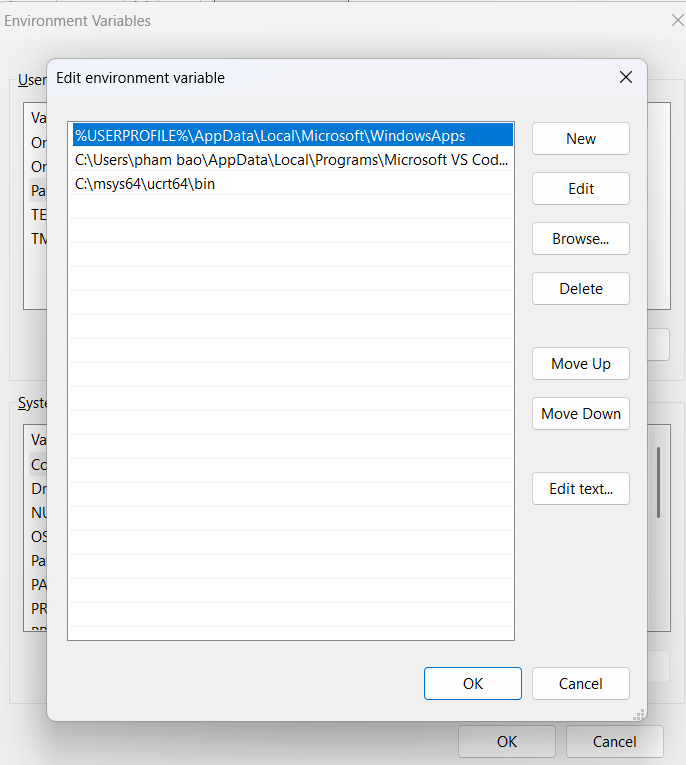 Environment Variables
Edit environment variable
User
%USERPROFILE%\AppData\Local\Microsoft\WindowsApps
New
Va
C:\Users\pham bao\AppData\Local\Programs\Microsoft VS Cod...
On
On
C:\msys64\ucrt64\bin
Edit
Pa
TE
TM
Browse...
Delete
Move Up
Syste
Move Down
Va
Co
Dr
Edit text...
NU
OS
Pat
PA
PR
PR
OK
Cancel
OK
Cancel